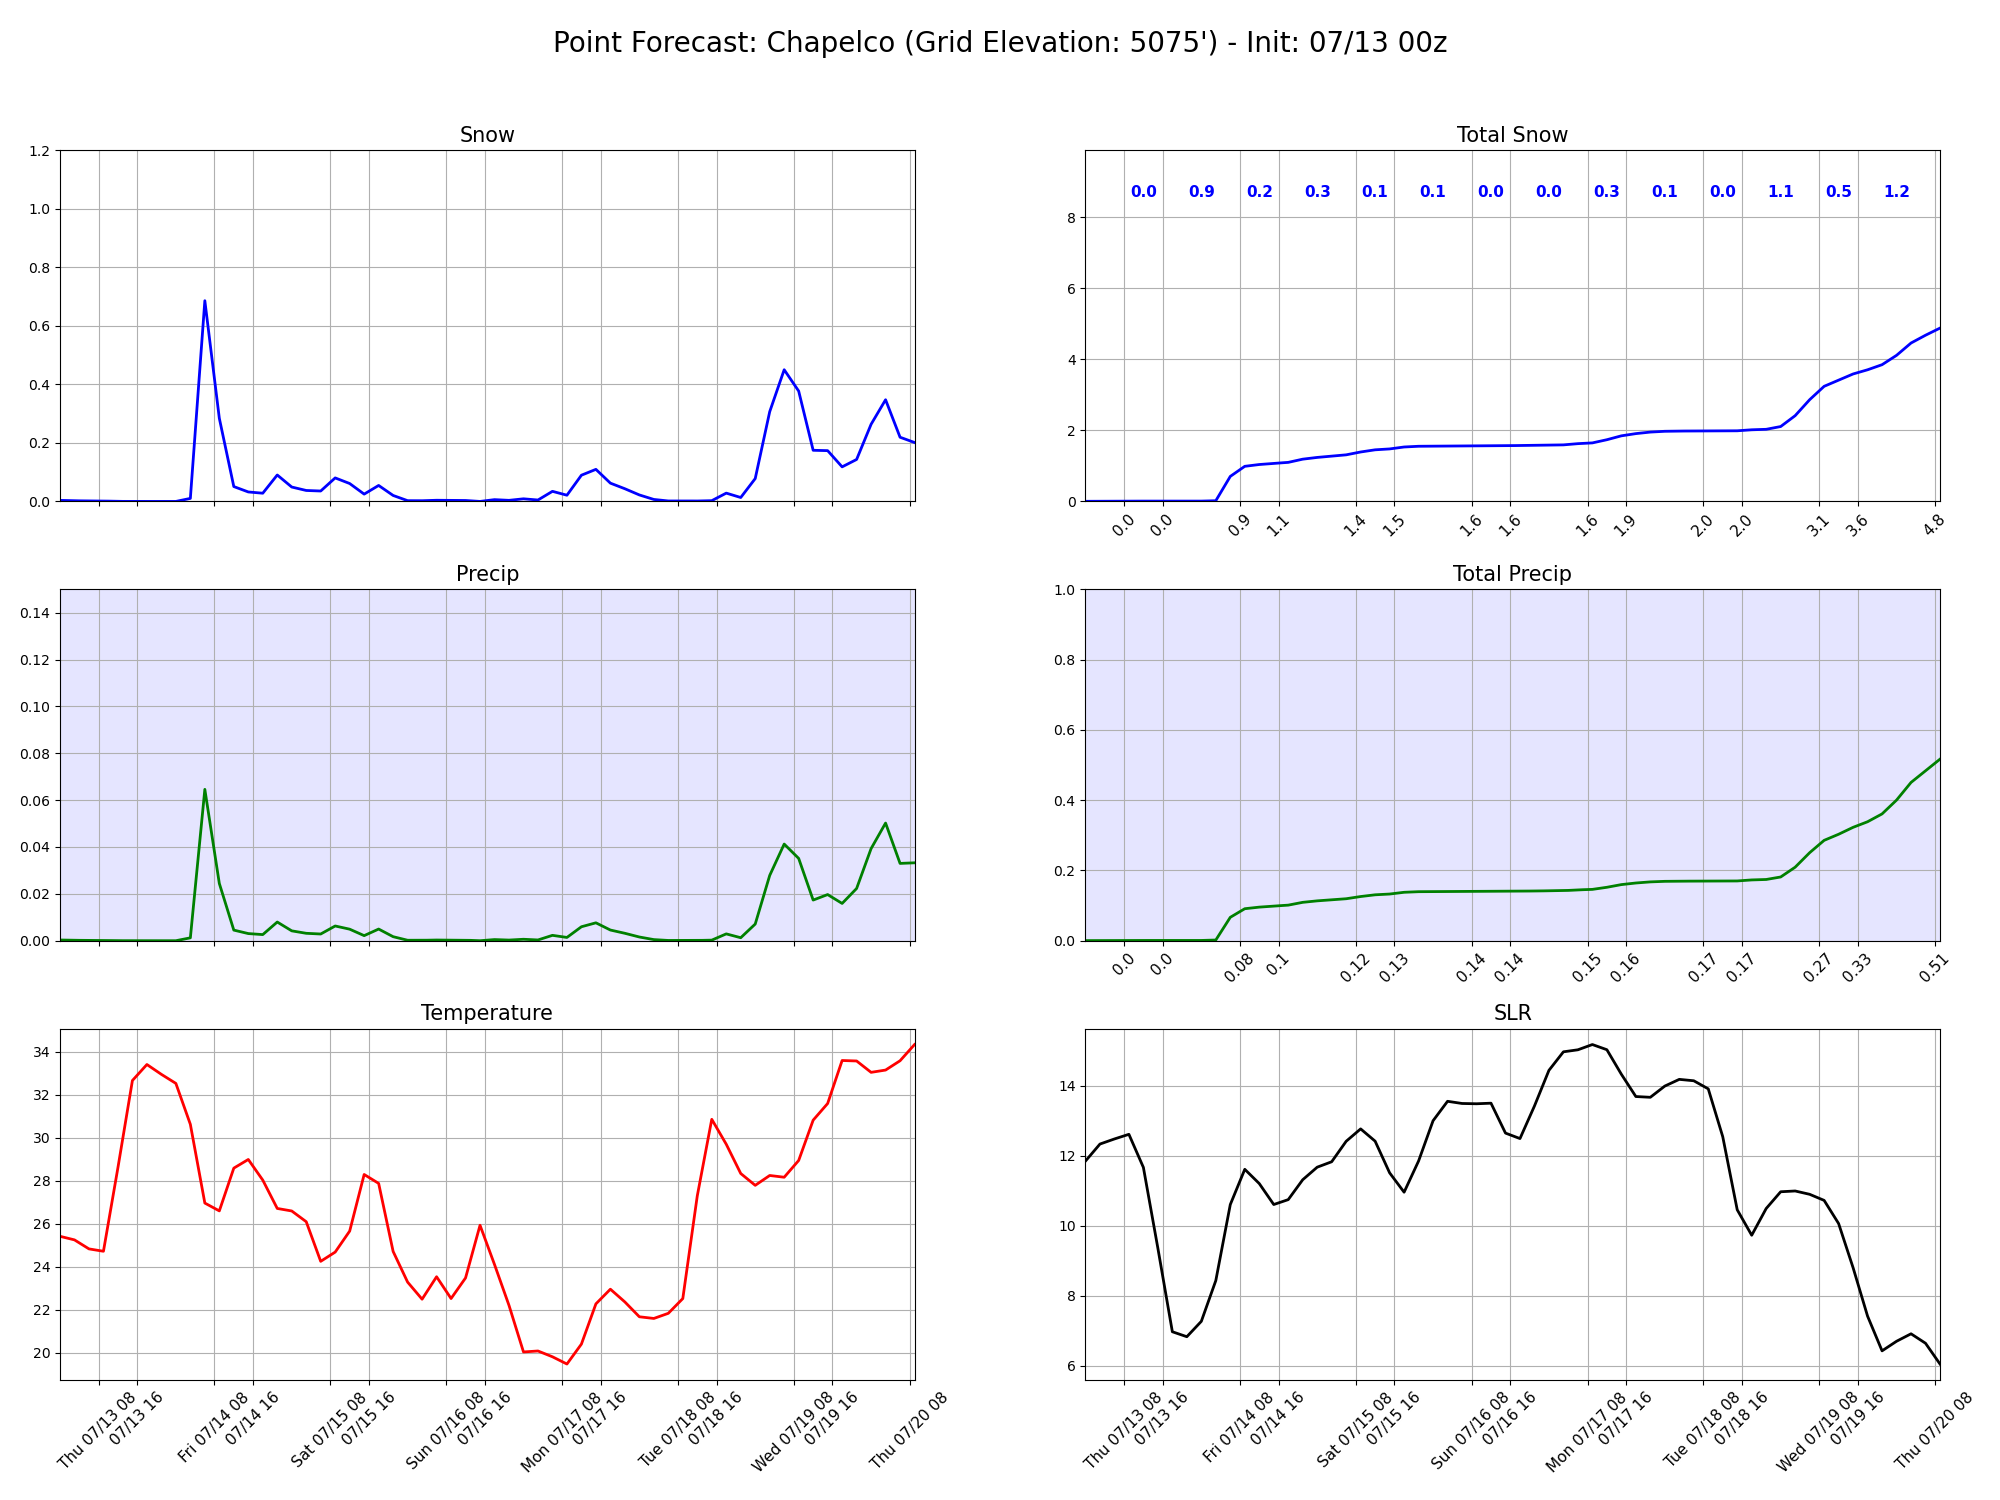 Point Forecast: Chapelco (Grid Elevation: 5075') - Init: 07/13 00z
Snow
1.2
1.0
0.8
0.6
0.4
0.2
0.0
Total Snow
0.0 0.9 0.2 0.3 0.1 0.1 0.0 0.0 0.3 0.1 0.0 1.1 0.5 1.2
8
6
4
2
0
0.0 0.0 0.9 1.1 1.4 1.5 1.6 1.6 1.6 1.9 2.0 2.0 3.1 3.6 4.8
Precip
0.14
0.12
0.10
0.08
0.06
0.04
0.02
0.00
Total Precip
1.0
0.8
0.6
0.4
0.2
0.0
0.0 0.0 0.08 0.1 0.12 0.13 0.14 0.14 0.15 0.16 0.17 0.17 0.27 0.33 0.51
Temperature
34
32
30
28
26
24
22
20
Thu 07/13 08
07/13 16
Fri 07/14 08
07/14 16
Sat 07/15 08
07/15 16
Sun 07/16 08
07/16 16
Mon 07/17 08
07/17 16
Tue 07/18 08
07/18 16
Wed 07/19 08
07/19 16
Thu 07/20 08
SLR
14
12
10
8
6
Thu 07/13 08
07/13 16
Fri 07/14 08
07/14 16
Sat 07/15 08
07/15 16
Sun 07/16 08
07/16 16
Mon 07/17 08
07/17 16
Tue 07/18 08
07/18 16
Wed 07/19 08
07/19 16
Thu 07/20 08